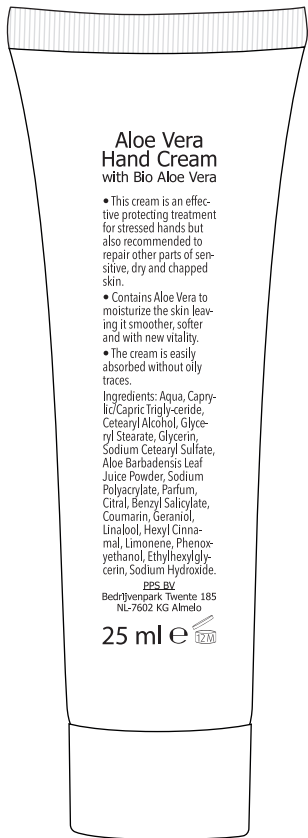 Aloe Vera
Hand Cream
with Bio Aloe Vera
• This cream is an effec-
tive protecting treatment
for stressed hands but
also recommended to
repair other parts of sen-
sitive, dry and chapped
skin.
• Contains Aloe Vera to
moisturize the skin leav-
ing it smoother, softer
and with new vitality.
• The cream is easily
absorbed without oily
traces.
Ingredients: Aqua, Capry-
lic/Capric Trigly-ceride,
Cetearyl Alcohol, Glyce-
ryl Stearate, Glycerin,
Sodium Cetearyl Sulfate,
Aloe Barbadensis Leaf
Juice Powder, Sodium
Polyacrylate, Parfum,
Citral, Benzyl Salicylate,
Coumarin, Geraniol,
Linalool, Hexyl Cinna-
mal, Limonene, Phenox-
yethanol, Ethylhexylgly-
cerin, Sodium Hydroxide.
PPS BV
Bedrijvenpark Twente 185
NL-7602 KG Almelo
25 ml ℮ 12 M